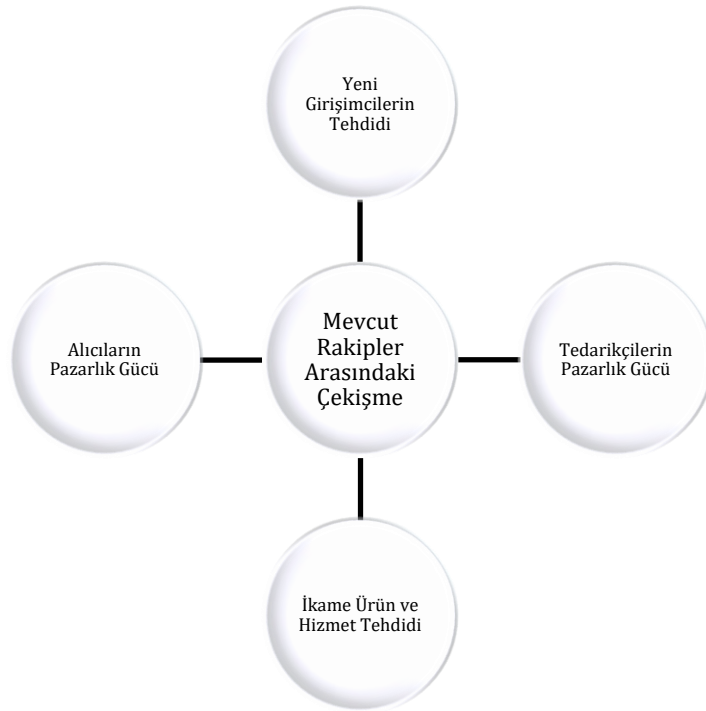 Yeni
Girişimcilerin
Tehdidi
Alıcıların
Pazarlık Gücü
Mevcut
Rakipler
Arasındaki
Çekişme
Tedarikçilerin
Pazarlık Gücü
İkame Ürün ve
Hizmet Tehdidi